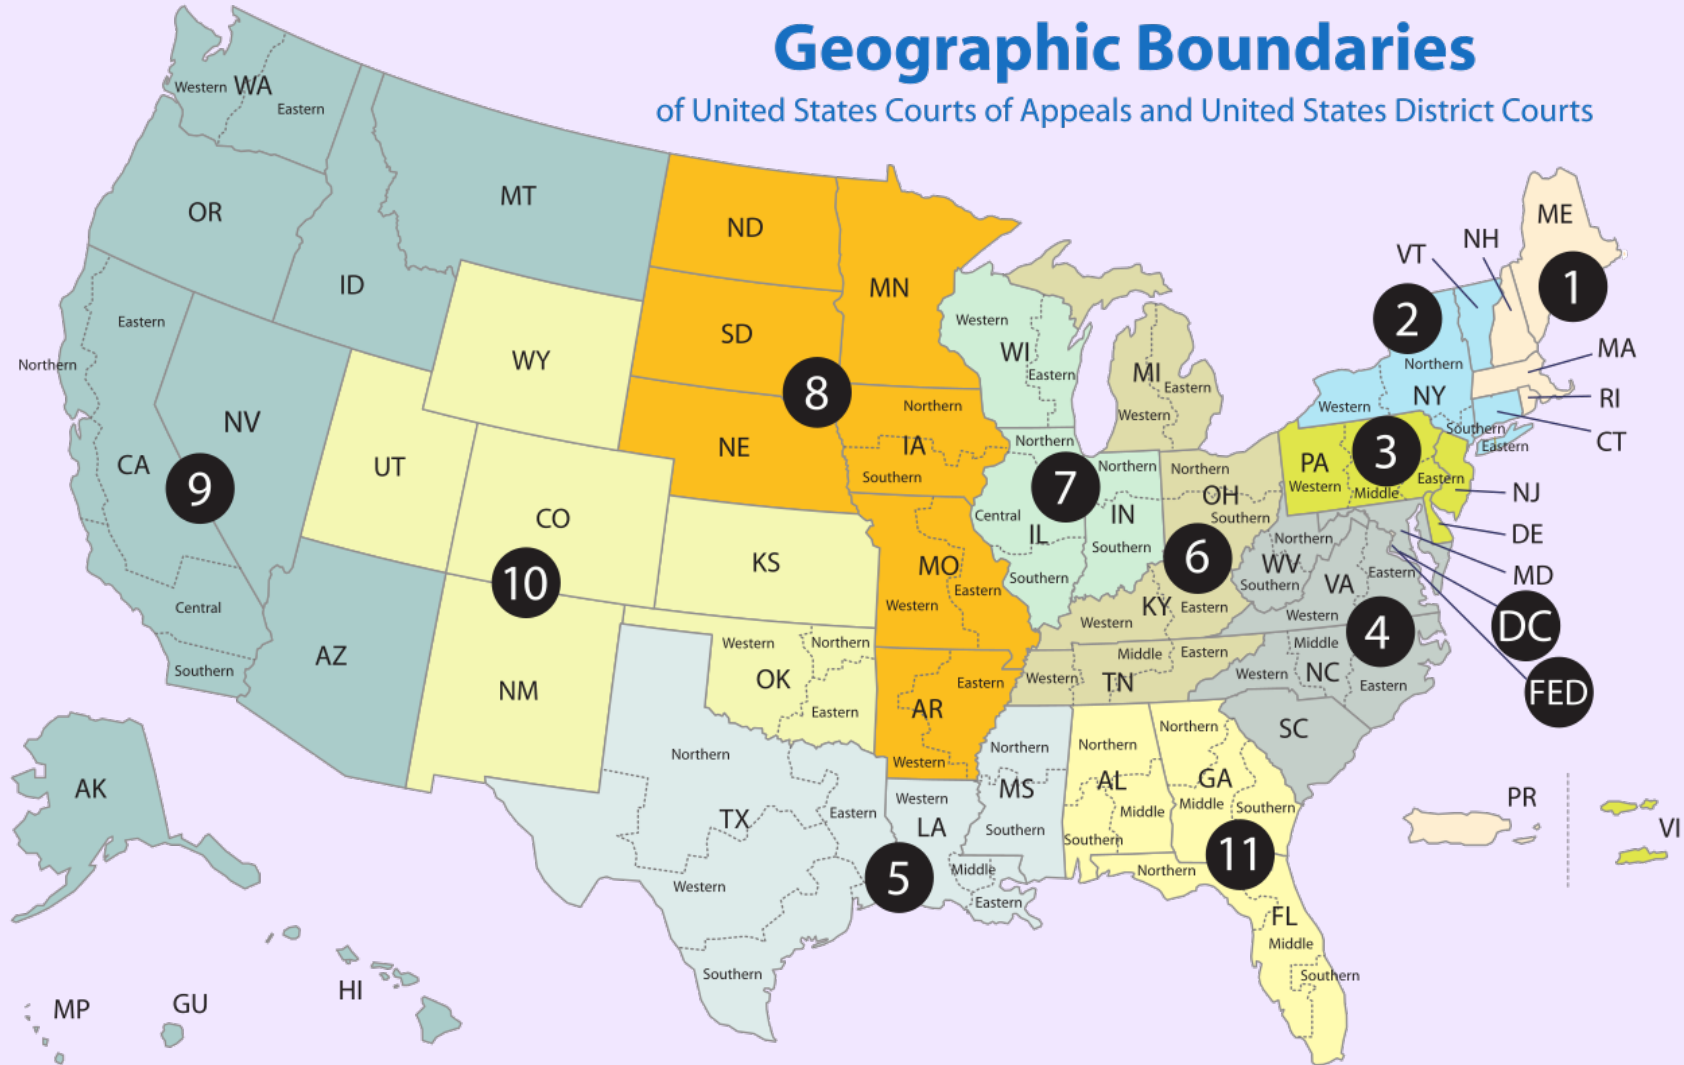 Geographic Boundaries
of United States Courts of Appeals and United States District Courts
WA
Western
Eastern
OR
ID
MT
Eastern
Northern
NV
CA
9
Central
Southern
AZ
WY
UT
CO
10
NM
KS
Western
Northern
OK
Eastern
ND
SD
NE
MN
8
Northern
IA
Southern
MO
Eastern
Western
Eastern
AR
Western
Western
WI
Eastern
Northern
7
Central
IL
Southern
Northern
IN
Southern
MI
Eastern
Western
Northern
OH
Southern
6
KY
Eastern
Western
Middle
Eastern
Western
TN
ME
1
NH
VT
2
MA
RI
CT
Northern
NY
Western
Southern
Eastern
PA
3
Western
Middle
Eastern
NJ
DE
MD
DC
FED
Northern
WV
Southern
VA
Eastern
Western
4
Middle
Western
NC
Eastern
SC
Northern
TX
Eastern
Western
Southern
Western
LA
5
Middle
Eastern
Northern
MS
Southern
Northern
AL
Middle
Southern
Northern
GA
Middle
Southern
11
Northern
FL
Middle
Southern
AK
MP
GU
HI
PR
VI